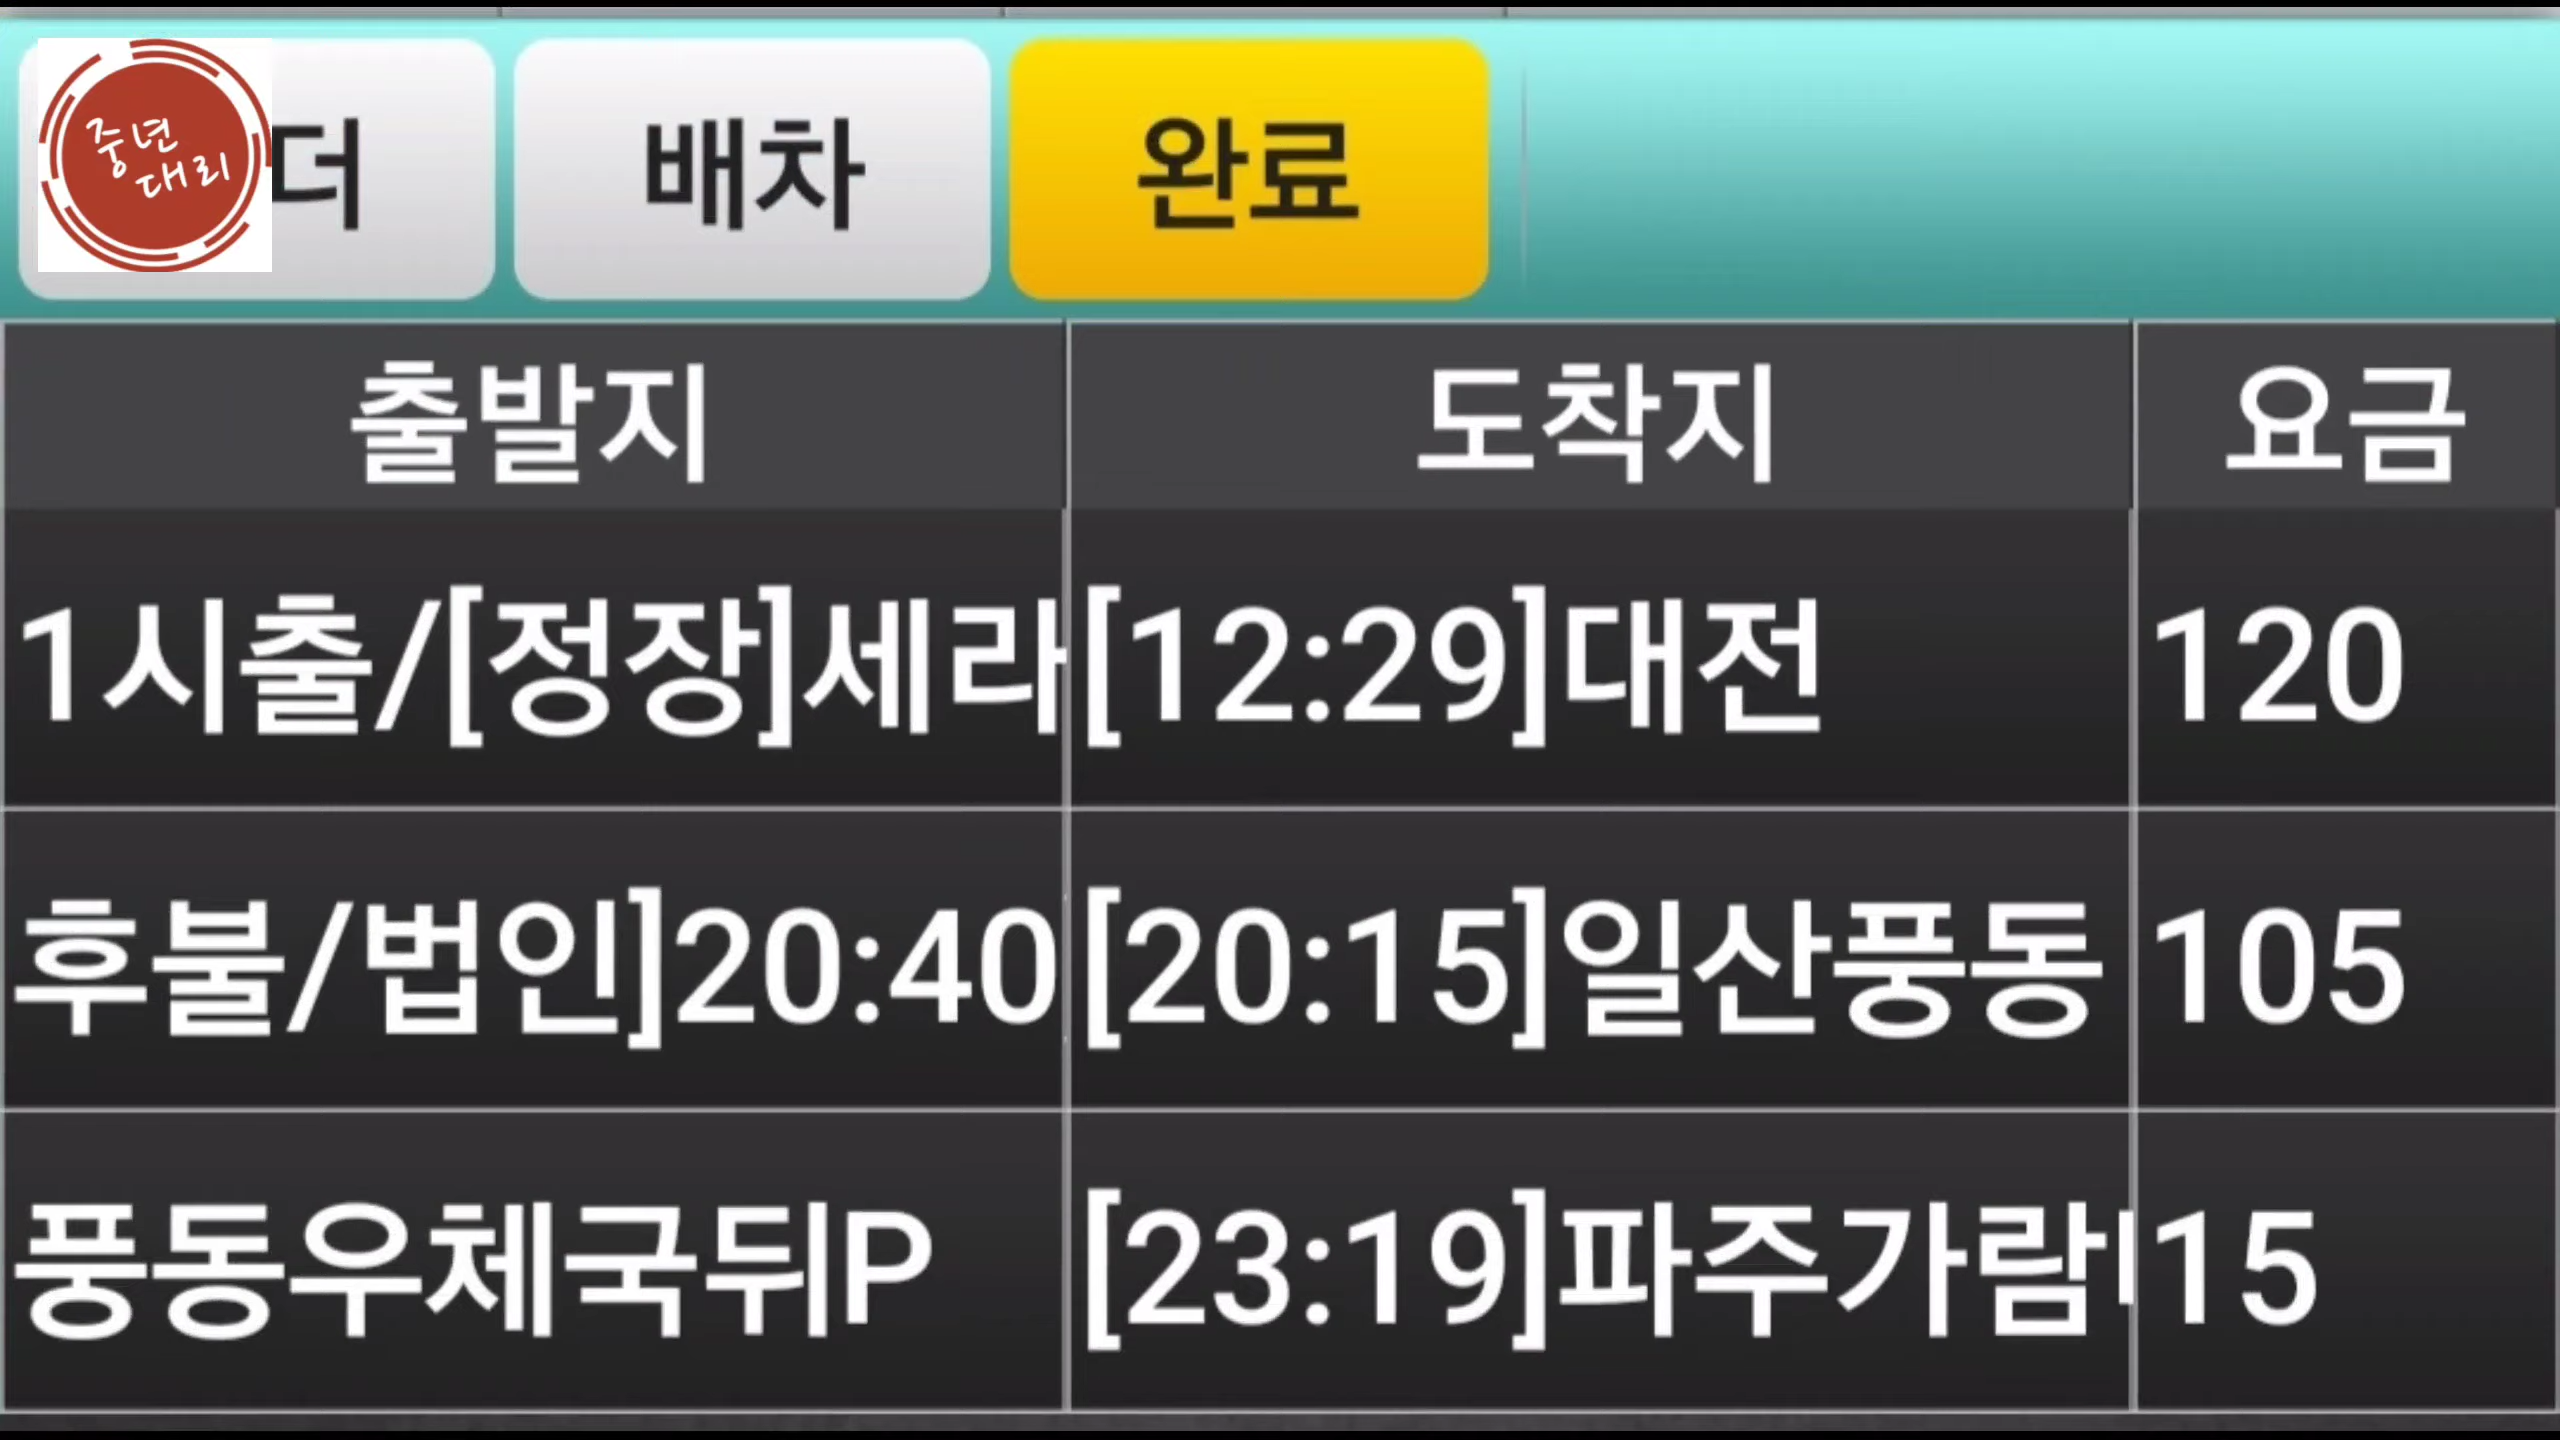 중년
대리
더
배차
완료
출발지 도착지 요금
1시출/[정장]세라 [12:29]대전 120
후불/법인]20:40 [20:15]일산풍동 105
풍동우체국뒤P [23:19]파주가람 15